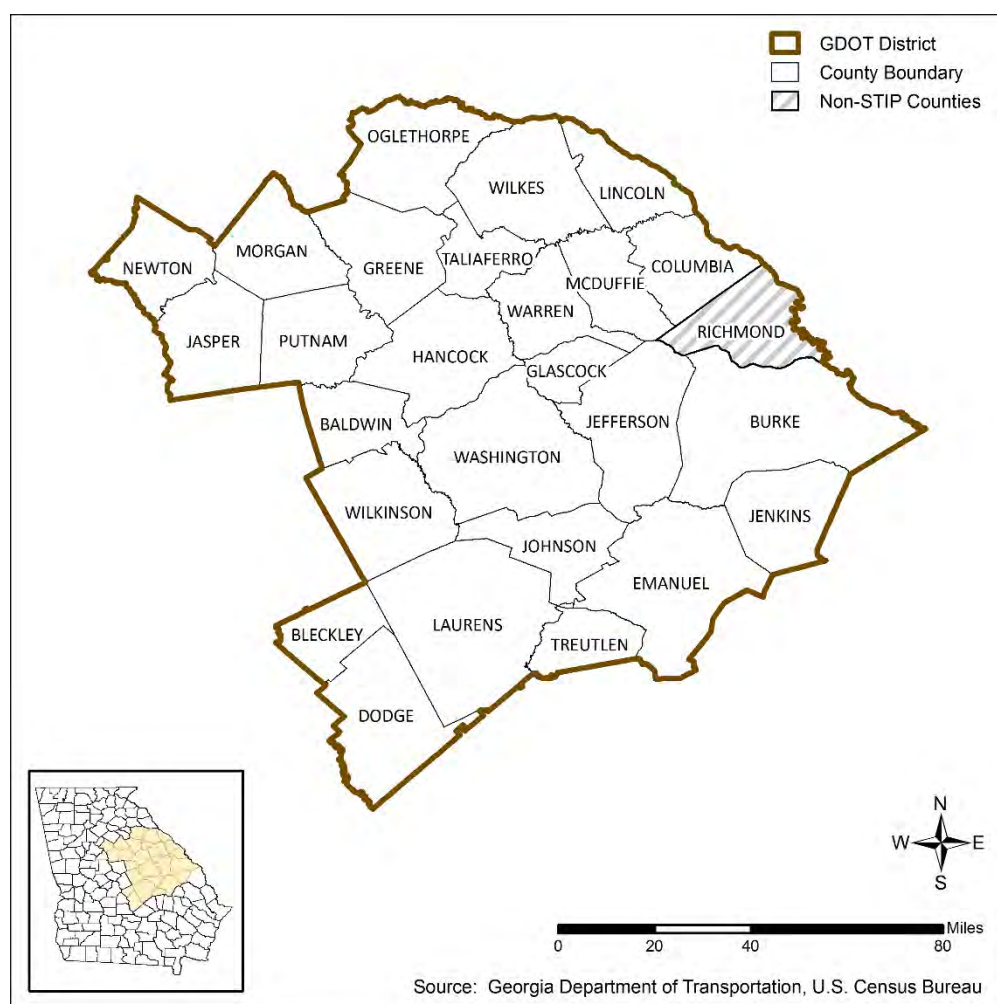 GDOT District
County Boundary
Non-STIP Counties
OGLETHORPE
WILKES
LINCOLN
NEWTON
MORGAN
GREENE
TALIAFERRO
COLUMBIA
MCDUFFIE
WARREN
RICHMOND
JASPER
PUTNAM
HANCOCK
GLASCOCK
BALDWIN
JEFFERSON
BURKE
WASHINGTON
WILKINSON
JENKINS
JOHNSON
EMANUEL
LAURENS
BLECKLEY
TREUTLEN
DODGE
N
W E
S
Miles
0 20 40 80
Source: Georgia Department of Transportation, U.S. Census Bureau